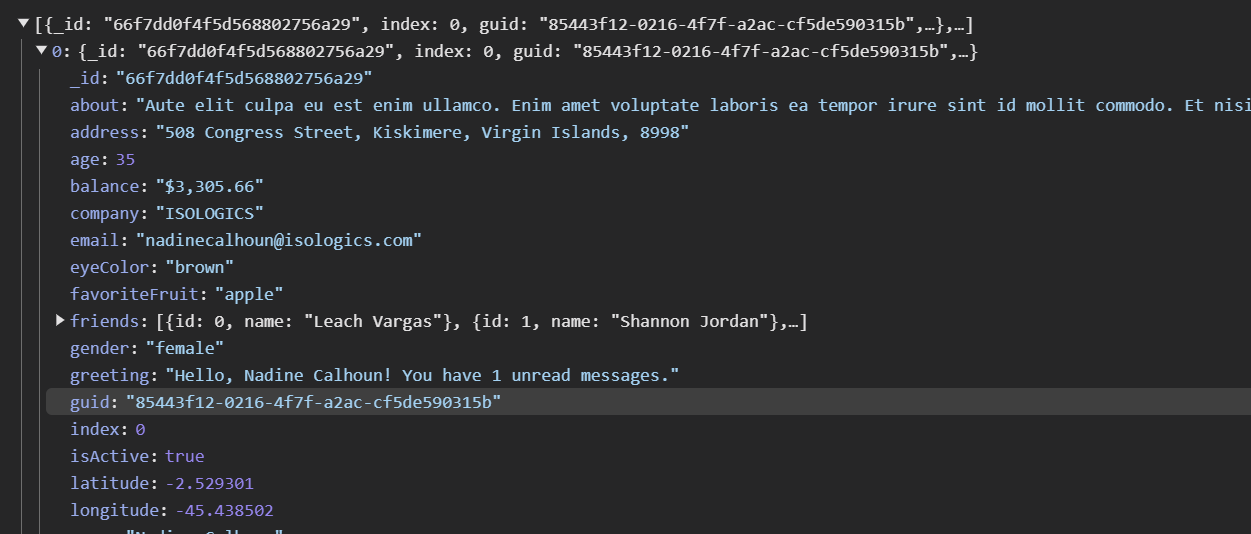 [{_id: "66f7dd0f4f5d568802756a29", index: 0, guid: "85443f12-0216-4f7f-a2ac-cf5de590315b",…},…]
0: {_id: "66f7dd0f4f5d568802756a29", index: 0, guid: "85443f12-0216-4f7f-a2ac-cf5de590315b",…}
_id: "66f7dd0f4f5d568802756a29"
about: "Aute elit culpa eu est enim ullamco. Enim amet voluptate laboris ea tempor irure sint id mollit commodo. Et nisi
address: "508 Congress Street, Kiskimere, Virgin Islands, 8998"
age: 35
balance: "$3,305.66"
company: "ISOLOGICS"
email: "nadinecalhoun@isologics.com"
eyeColor: "brown"
favoriteFruit: "apple"
friends: [{id: 0, name: "Leach Vargas"}, {id: 1, name: "Shannon Jordan"},…]
gender: "female"
greeting: "Hello, Nadine Calhoun! You have 1 unread messages."
guid: "85443f12-0216-4f7f-a2ac-cf5de590315b"
index: 0
isActive: true
latitude: -2.529301
longitude: -45.438502